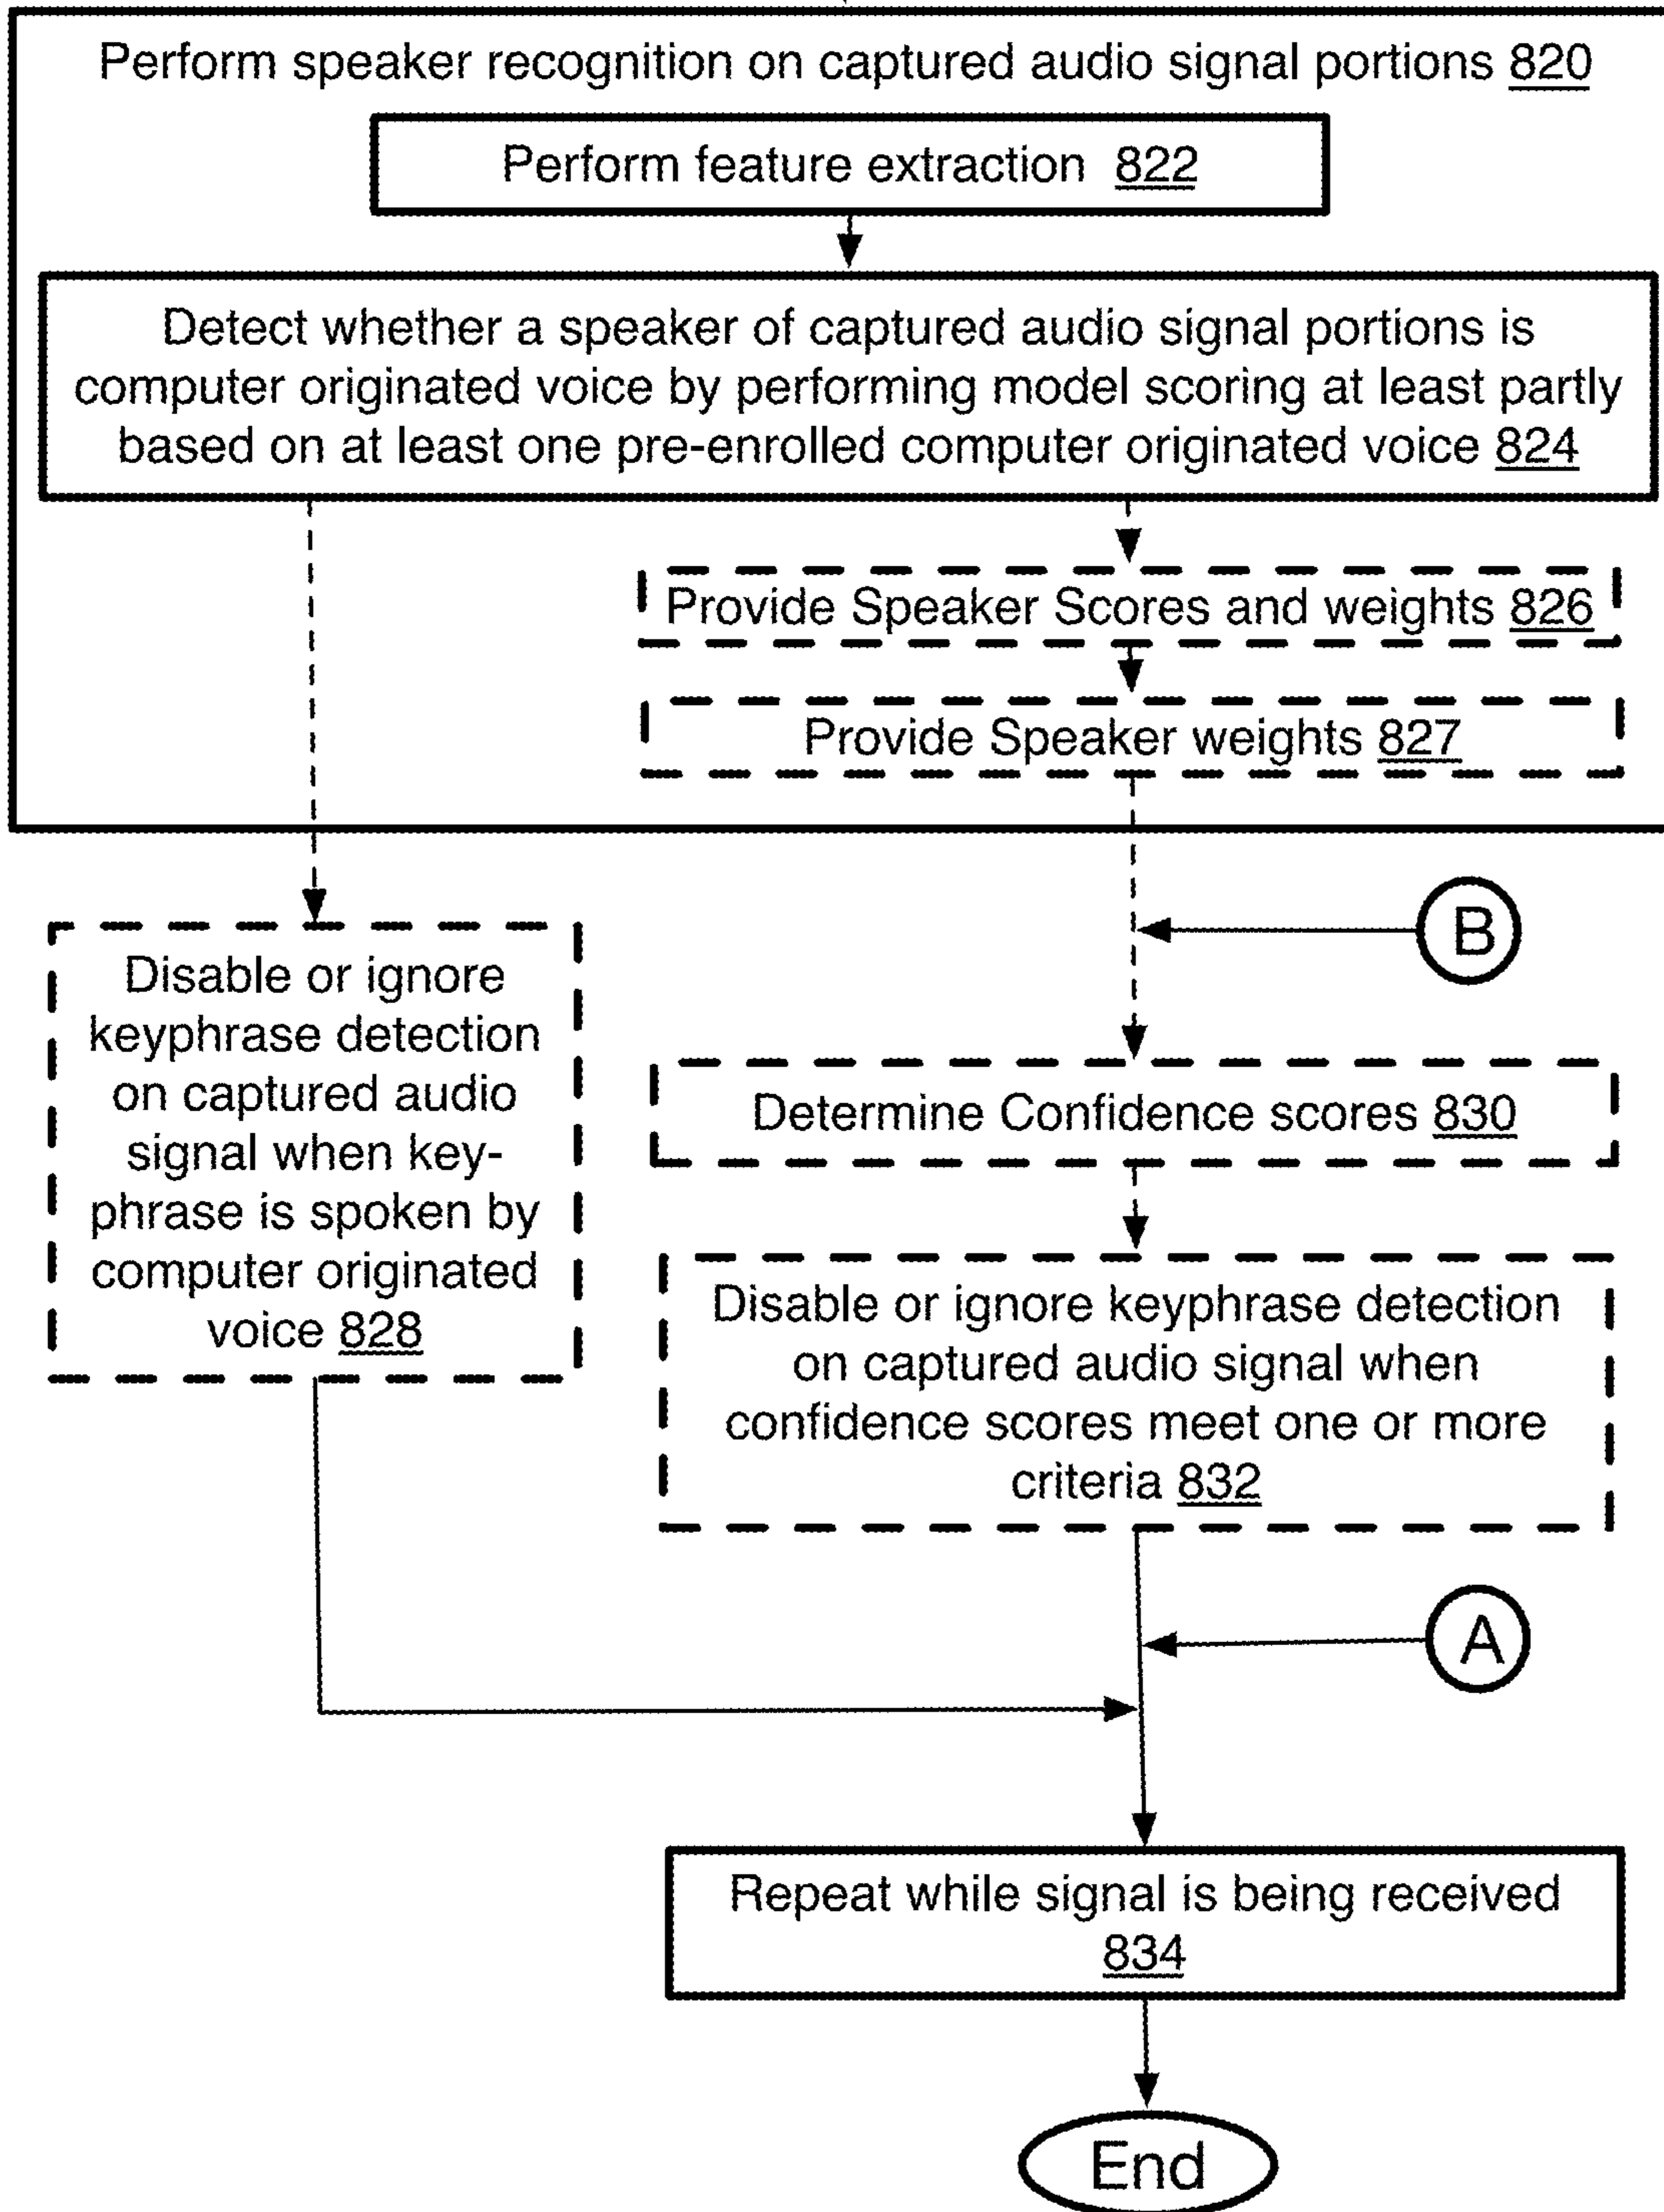 Perform speaker recognition on captured audio signal portions 820
Perform feature extraction 822
Detect whether a speaker of captured audio signal portions is
computer originated voice by performing model scoring at least partly
based on at least one pre-enrolled computer originated voice 824
Provide Speaker Scores and weights 826
Provide Speaker weights 827
B
Disable or ignore
keyphrase detection
on captured audio
signal when key-
phrase is spoken by
computer originated
voice 828
Determine Confidence scores 830
Disable or ignore keyphrase detection
on captured audio signal when
confidence scores meet one or more
criteria 832
A
Repeat while signal is being received
834
End